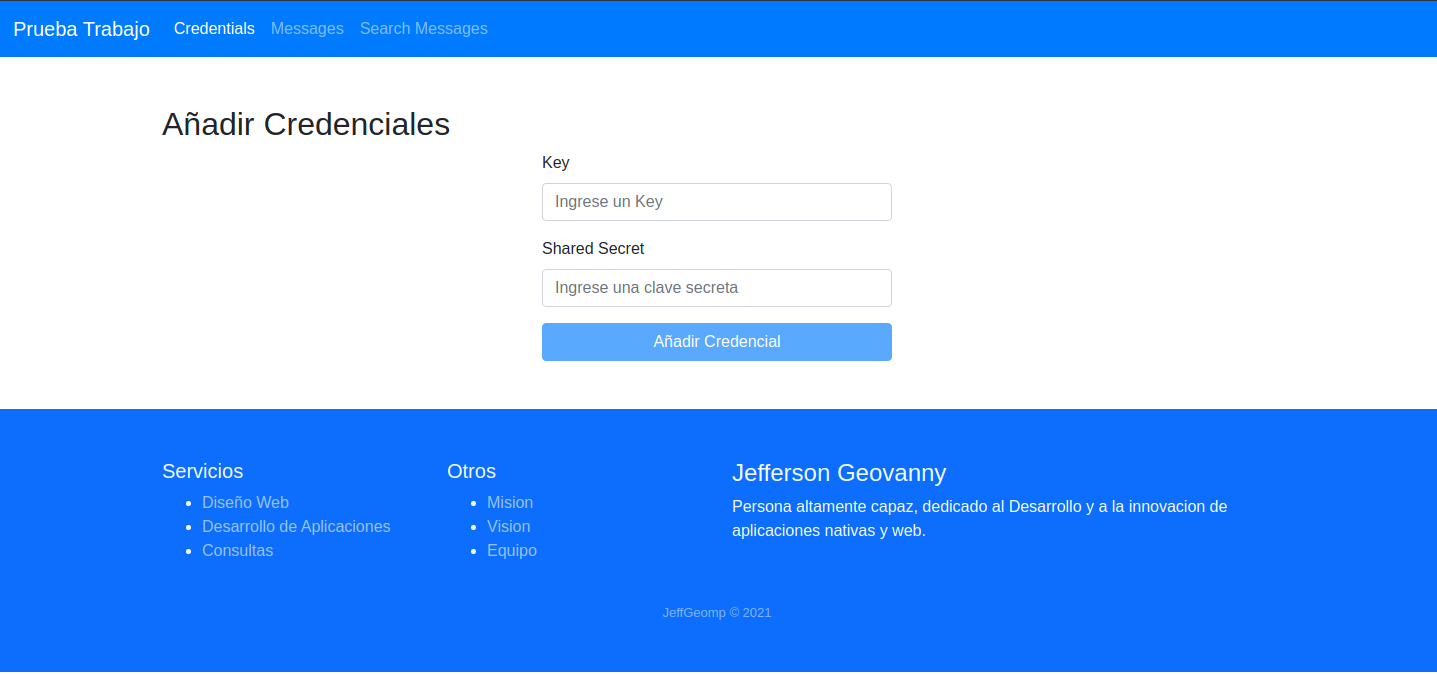 Prueba Trabajo Credentials Messages Search Messages
Añadir Credenciales
Key
Ingrese un Key
Shared Secret
Ingrese una clave secreta
Añadir Credencial
Servicios
Diseño Web
Desarrollo de Aplicaciones
Consultas
Otros
Mision
Vision
Equipo
Jefferson Geovanny
Persona altamente capaz, dedicado al Desarrollo y a la innovacion de
aplicaciones nativas y web.
JeffGeomp © 2021